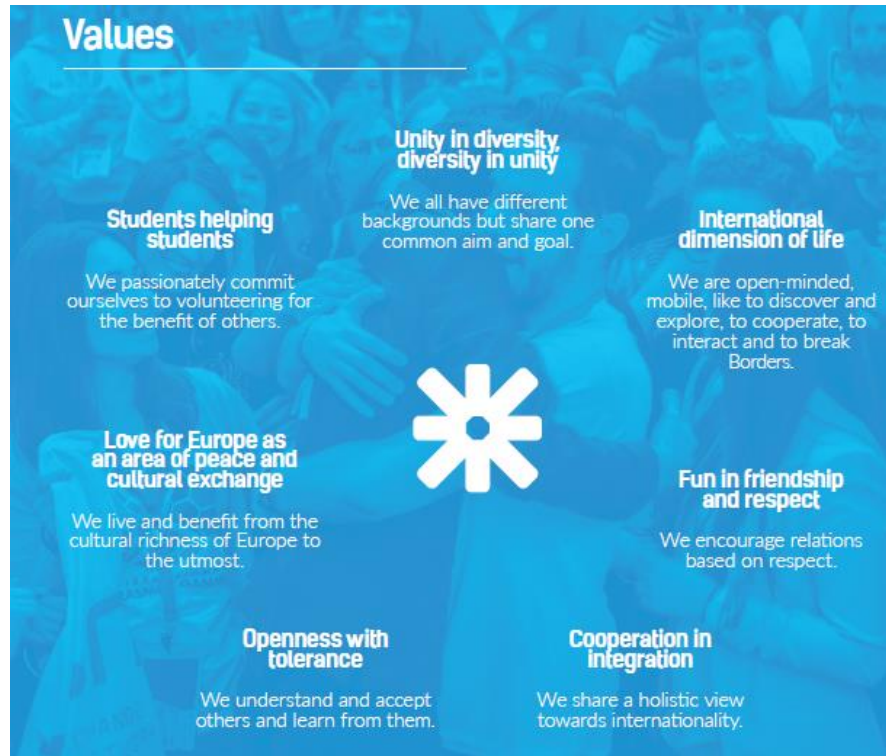 Values
Unity in diversity,
diversity in unity
We all have different
backgrounds but share one
common aim and goal.
Students helping
students
We passionately commit
ourselves to volunteering for
the benefit of others.
International
dimension of life
We are open-minded,
mobile, like to discover and
explore, to cooperate, to
interact and to break
Borders.
Love for Europe as
an area of peace and
cultural exchange
We live and benefit from the
cultural richness of Europe to
the utmost.
Fun in friendship
and respect
We encourage relations
based on respect.
Openness with
tolerance
We understand and accept
others and learn from them.
Cooperation in
integration
We share a holistic view
towards internationality.